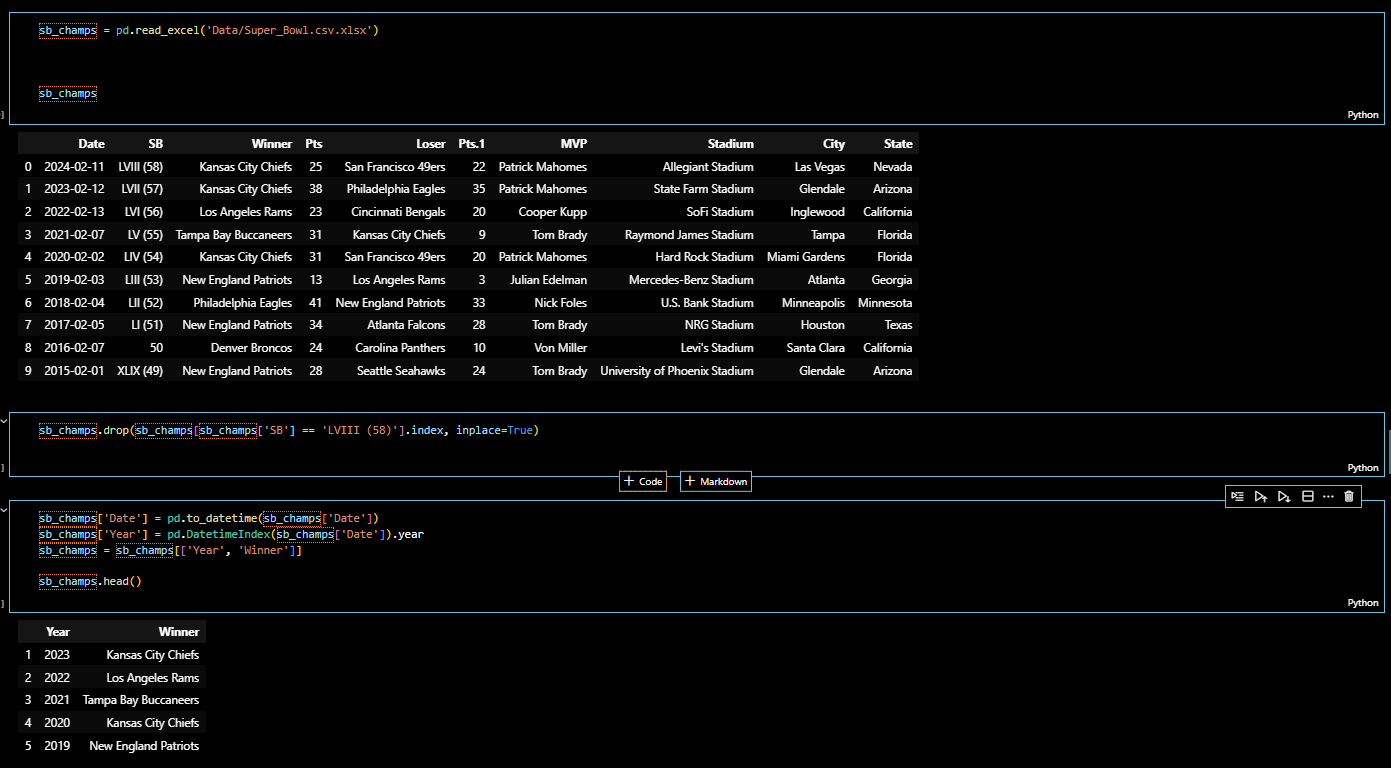 sb_champs = pd.read_excel('Data/Super_Bowl.csv.xlsx')
sb_champs
Python
Date SB Winner Pts Loser Pts.1 MVP Stadium City State
0 2024-02-11 LVIII (58) Kansas City Chiefs 25 San Francisco 49ers 22 Patrick Mahomes Allegiant Stadium Las Vegas Nevada
1 2023-02-12 LVII (57) Kansas City Chiefs 38 Philadelphia Eagles 35 Patrick Mahomes State Farm Stadium Glendale Arizona
2 2022-02-13 LVI (56) Los Angeles Rams 23 Cincinnati Bengals 20 Cooper Kupp SoFi Stadium Inglewood California
3 2021-02-07 LV (55) Tampa Bay Buccaneers 31 Kansas City Chiefs 9 Tom Brady Raymond James Stadium Tampa Florida
4 2020-02-02 LIV (54) Kansas City Chiefs 31 San Francisco 49ers 20 Patrick Mahomes Hard Rock Stadium Miami Gardens Florida
5 2019-02-03 LIII (53) New England Patriots 13 Los Angeles Rams 3 Julian Edelman Mercedes-Benz Stadium Atlanta Georgia
6 2018-02-04 LII (52) Philadelphia Eagles 41 New England Patriots 33 Nick Foles U.S. Bank Stadium Minneapolis Minnesota
7 2017-02-05 LI (51) New England Patriots 34 Atlanta Falcons 28 Tom Brady NRG Stadium Houston Texas
8 2016-02-07 50 Denver Broncos 24 Carolina Panthers 10 Von Miller Levi's Stadium Santa Clara California
9 2015-02-01 XLIX (49) New England Patriots 28 Seattle Seahawks 24 Tom Brady University of Phoenix Stadium Glendale Arizona
sb_champs.drop(sb_champs[sb_champs['SB'] == 'LVIII (58)'].index, inplace=True)
Python
+ Code + Markdown
sb_champs['Date'] = pd.to_datetime(sb_champs['Date'])
sb_champs['Year'] = pd.DatetimeIndex(sb_champs['Date']).year
sb_champs = sb_champs[['Year', 'Winner']]
sb_champs.head()
Python
Year Winner
1 2023 Kansas City Chiefs
2 2022 Los Angeles Rams
3 2021 Tampa Bay Buccaneers
4 2020 Kansas City Chiefs
5 2019 New England Patriots